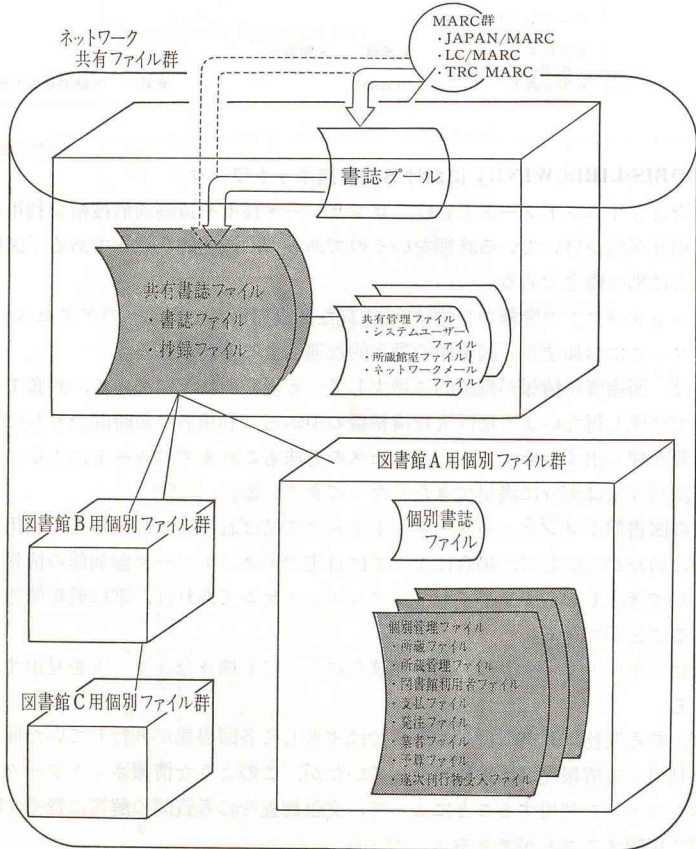 ネットワーク
共有ファイル群
MARC群
・JAPAN/MARC
・LC/MARC
・TRC MARC
書誌プール
共有書誌ファイル
・書誌ファイル
・抄録ファイル
共有管理ファイル
・システムユーザー
ファイル
・所蔵館室ファイル
・ネットワークメール
ファイル
図書館A用個別ファイル群
個別書誌
ファイル
個別管理ファイル
・所蔵ファイル
・所蔵管理ファイル
・図書館利用者ファイル
・支払ファイル
・発注ファイル
・業者ファイル
・予算ファイル
・逐次刊行物受入ファイル
図書館B用個別ファイル群
図書館C用個別ファイル群